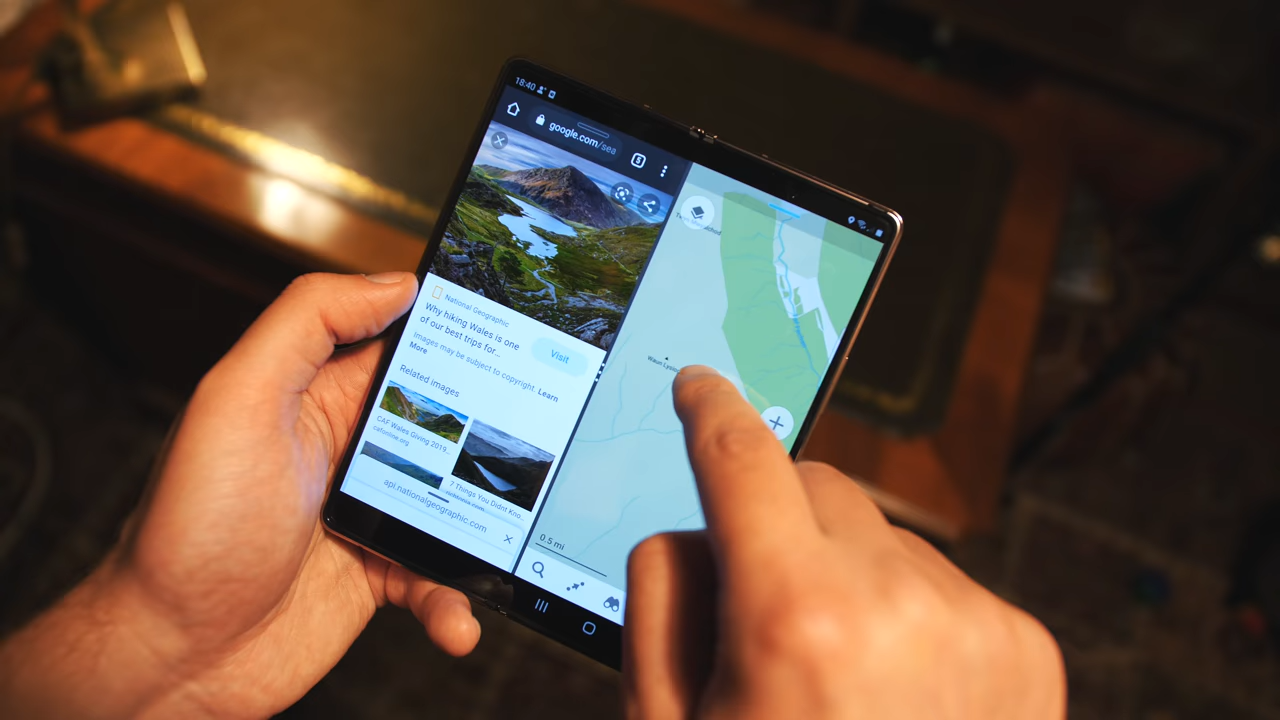 18:40
google.com/sea
5
National Geographic
Why hiking Wales is one
of our best trips for...
Visit
Images may be subject to copyright. Learn
More
Related images
CAF Wales Giving 2019...
cafonline.org
7 Things You Didnt Kno...
api.nationalgeographic.com
0.5 mi